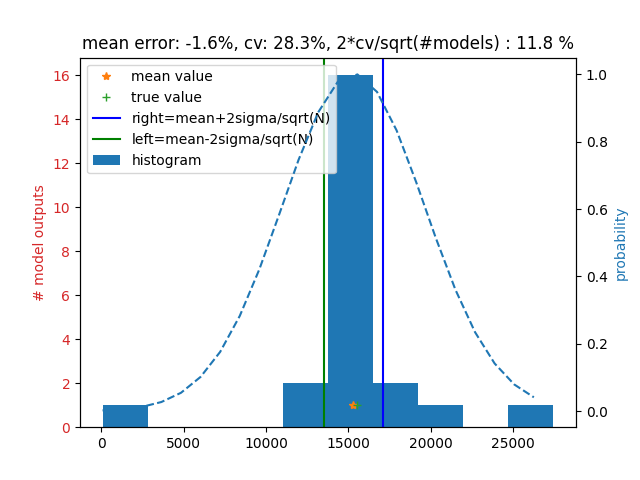 mean error: -1.6%, cv: 28.3%, 2*cv/sqrt(#models) : 11.8 %
mean value
true value
right=mean+2sigma/sqrt(N)
left=mean-2sigma/sqrt(N)
histogram
# model outputs
16
14
12
10
8
6
4
2
0
0
5000
10000
15000
20000
25000
1.0
0.8
0.6
0.4
0.2
0.0
probability